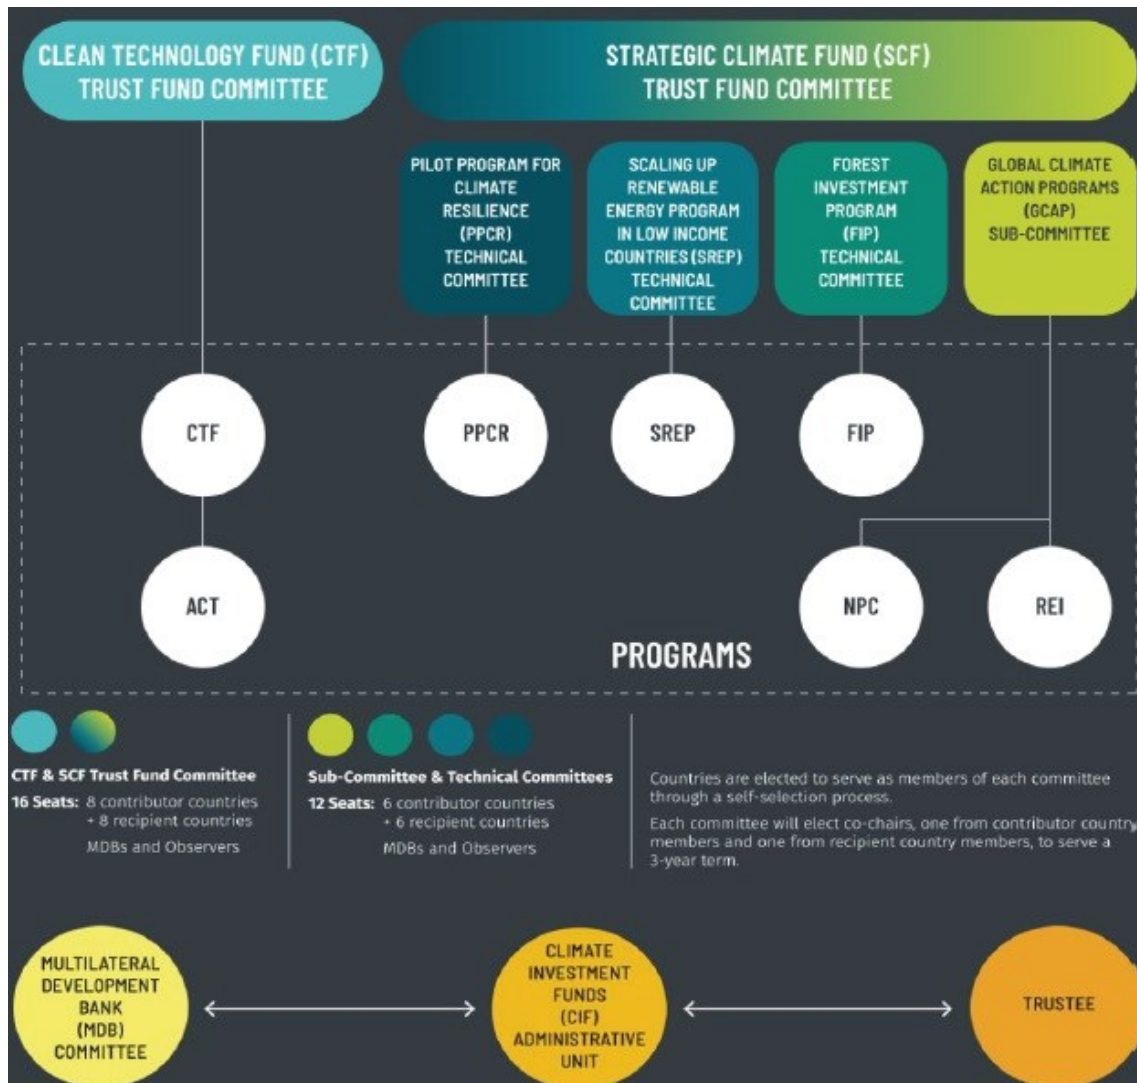 CLEAN TECHNOLOGY FUND (CTF)
TRUST FUND COMMITTEE
STRATEGIC CLIMATE FUND (SCF)
TRUST FUND COMMITTEE
PILOT PROGRAM FOR
CLIMATE
RESILIENCE
(PPCR)
TECHNICAL
COMMITTEE
SCALING UP
RENEWABLE
ENERGY PROGRAM
IN LOW INCOME
COUNTRIES (SREP)
TECHNICAL
COMMITTEE
FOREST
INVESTMENT
PROGRAM
(FIP)
TECHNICAL
COMMITTEE
GLOBAL CLIMATE
ACTION PROGRAMS
(GCAP)
SUB-COMMITTEE
CTF
PPCR
SREP
FIP
ACT
NPC
REI
PROGRAMS
CTF & SCF Trust Fund Committee
16 Seats: 8 contributor countries
+ 8 recipient countries
MDBs and Observers
Sub-Committee & Technical Committees
12 Seats: 6 contributor countries
+ 6 recipient countries
MDBs and Observers
Countries are elected to serve as members of each committee
through a self-selection process.
Each committee will elect co-chairs, one from contributor country
members and one from recipient country members, to serve a
3-year term.
MULTILATERAL
DEVELOPMENT
BANK
(MDB)
COMMITTEE
CLIMATE
INVESTMENT
FUNDS
(CIF)
ADMINISTRATIVE
UNIT
TRUSTEE